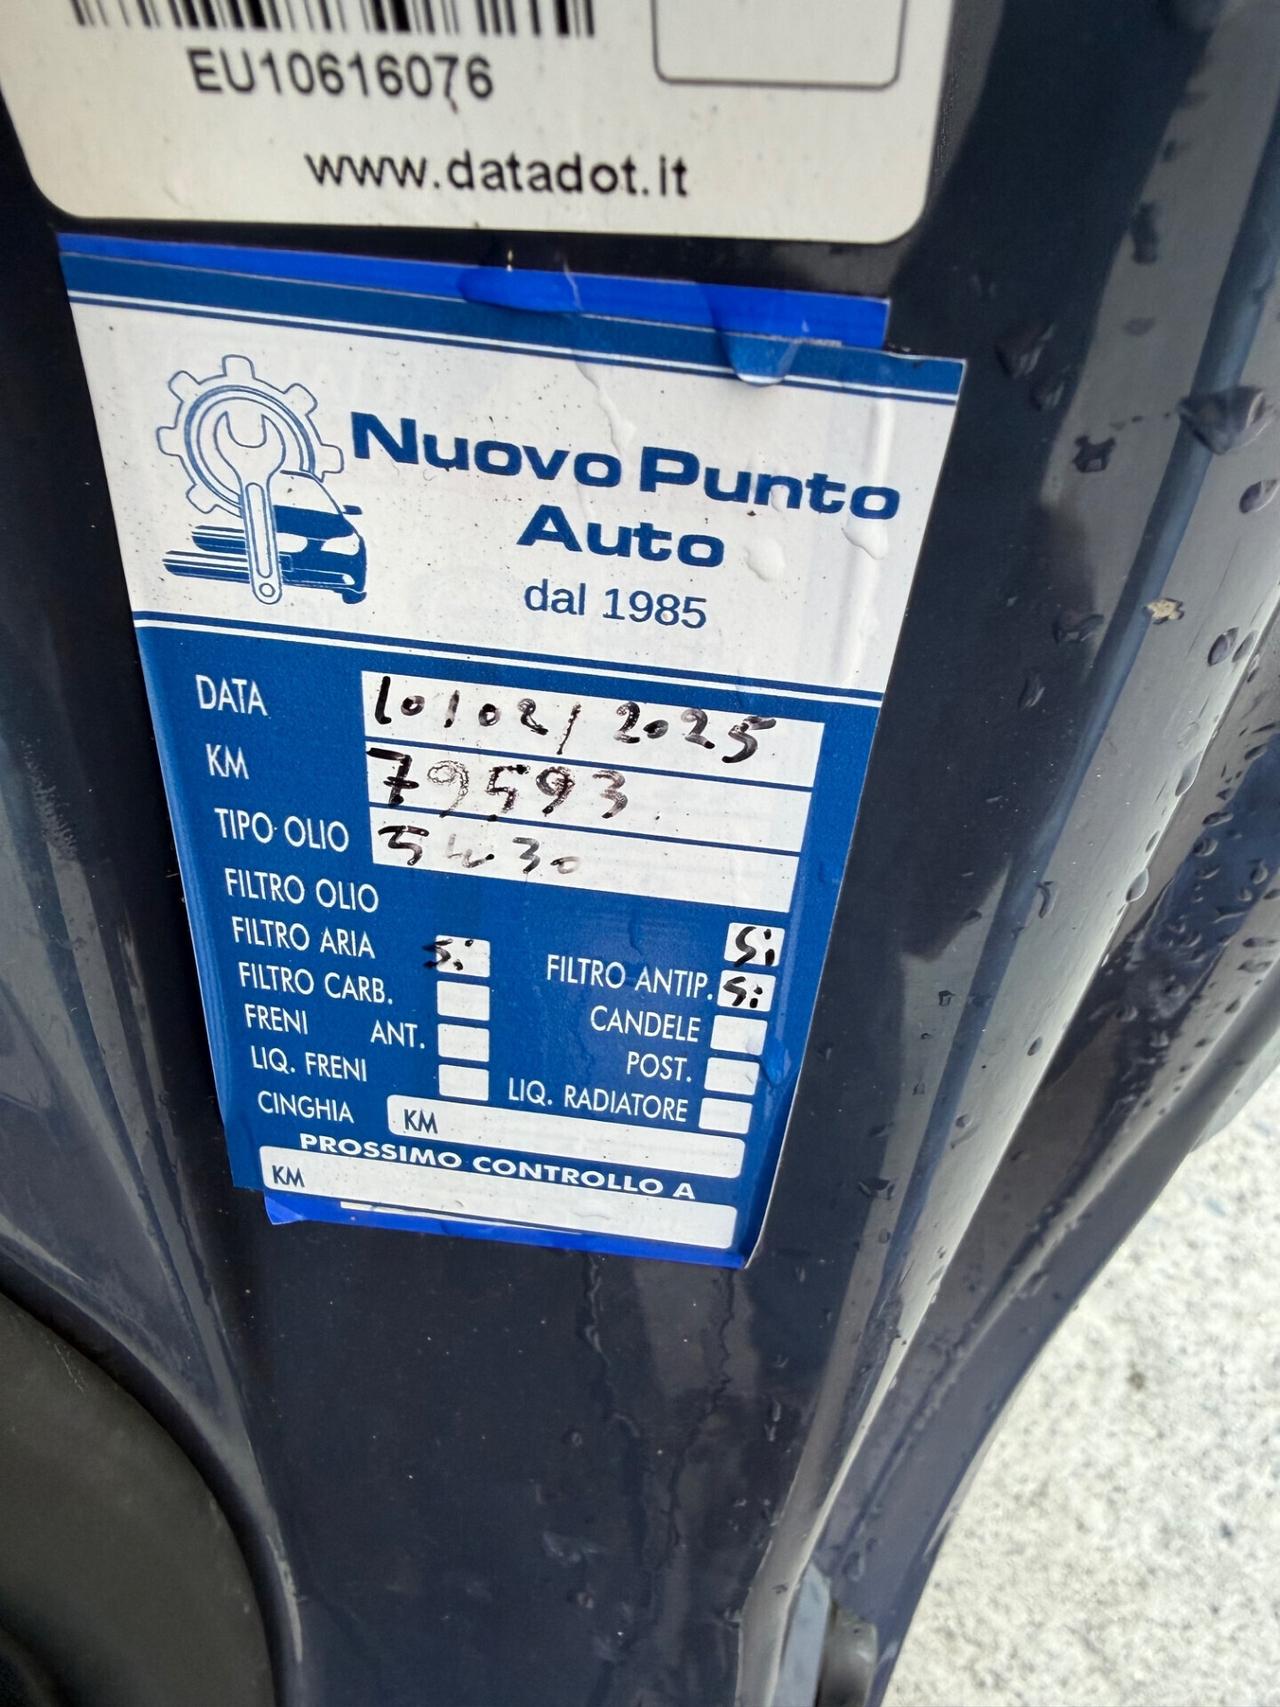 EU10616076
www.datadot.it
Nuovo Punto
Auto
dal 1985
DATA 10/02/2025
KM 79593
TIPO OLIO 5w30
FILTRO OLIO Si
FILTRO ARIA Si FILTRO ANTIP. Si
FILTRO CARB. CANDELE
FRENI ANT. POST.
LIQ. FRENI LIQ. RADIATORE
CINGHIA KM
PROSSIMO CONTROLLO A
KM